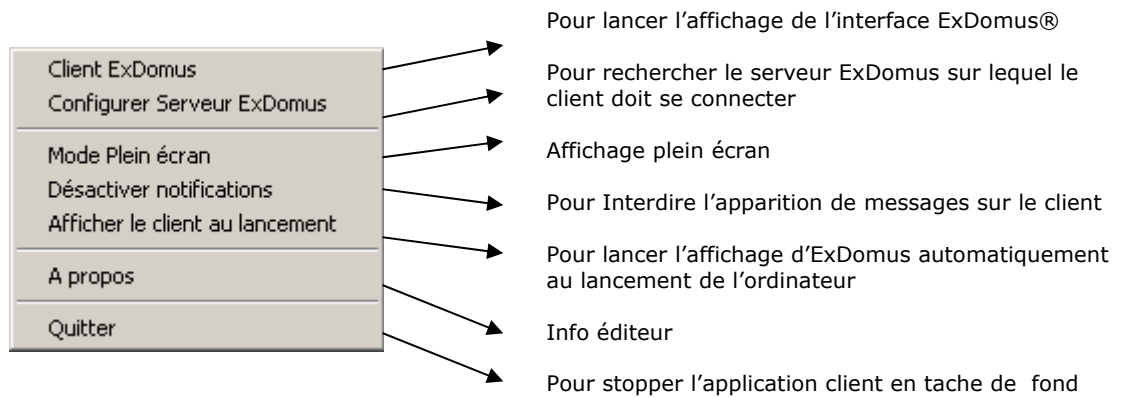 Client ExDomus
Configurer Serveur ExDomus
Mode Plein écran
Désactiver notifications
Afficher le client au lancement
A propos
Quitter
Pour lancer l’affichage de l’interface ExDomus®
Pour rechercher le serveur ExDomus sur lequel le
client doit se connecter
Affichage plein écran
Pour Interdire l’apparition de messages sur le client
Pour lancer l’affichage d’ExDomus automatiquement
au lancement de l’ordinateur
Info éditeur
Pour stopper l’application client en tache de fond